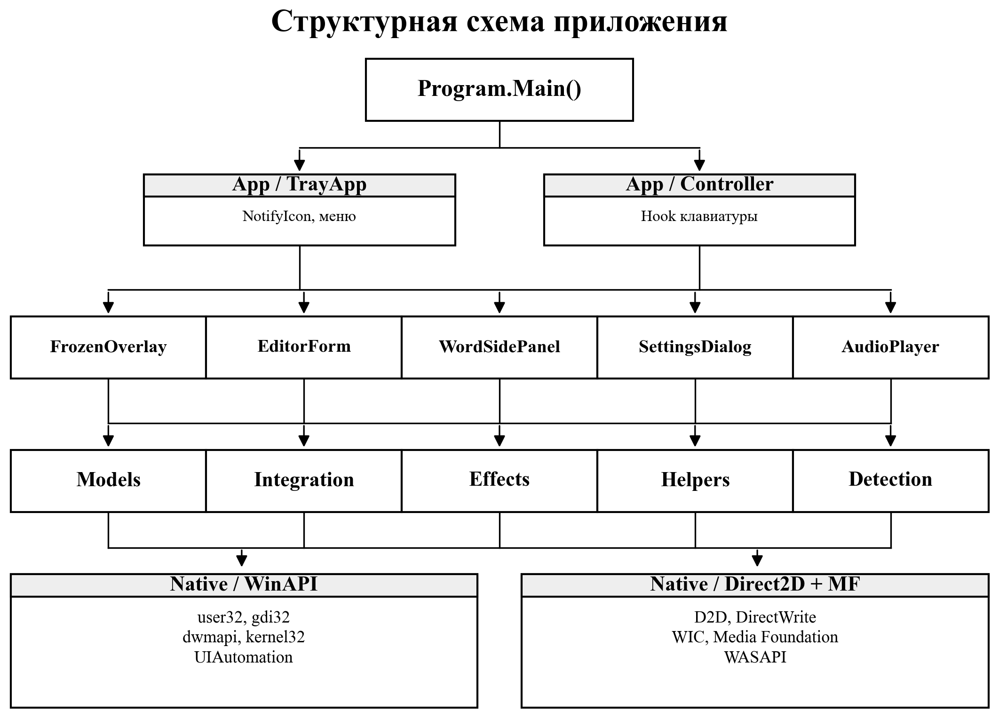 Структурная схема приложения
Program.Main()
App / TrayApp
App / Controller
NotifyIcon, меню
Hook клавиатуры
FrozenOverlay
EditorForm
WordSidePanel
SettingsDialog
AudioPlayer
Models
Integration
Effects
Helpers
Detection
Native / WinAPI
user32, gdi32
dwmapi, kernel32
UIAutomation
Native / Direct2D + MF
D2D, DirectWrite
WIC, Media Foundation
WASAPI